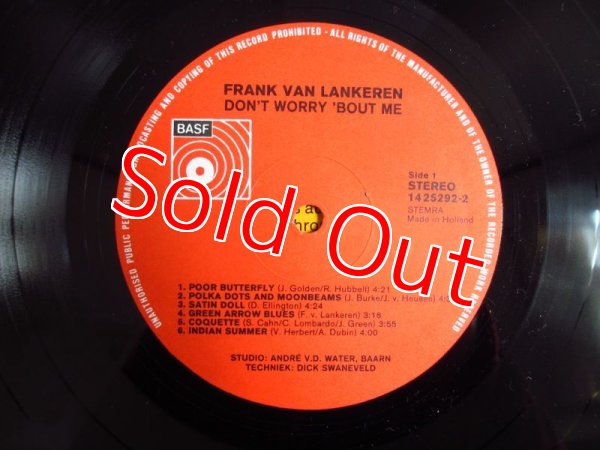 UNAUTHORISED PUBLIC BROADCASTING AND COPYING OF THIS RECORD PROHIBITED - ALL RIGHTS OF THE MANUFACTURER AND OF THE OWNER OF THE RECORDED WORK RESERVED
FRANK VAN LANKEREN
DON'T WORRY 'BOUT ME
BASF
Side 1
STEREO
14 25292-2
STEMRA
Made in Holland
Sold Out
1. POOR BUTTERFLY (J. Golden/R. Hubbell) 4:21
2. POLKA DOTS AND MOONBEAMS (J. Burke/J. v. Heusen)
3. SATIN DOLL (D. Ellington) 4:24
4. GREEN ARROW BLUES (F. v. Lankeren) 3:16
5. COQUETTE (S. Cahn/C. Lombardo/J. Green) 3:55
6. INDIAN SUMMER (V. Herbert/A. Dubin) 4:00
STUDIO: ANDRÉ V.D. WATER, BAARN
TECHNIEK: DICK SWANEVELD